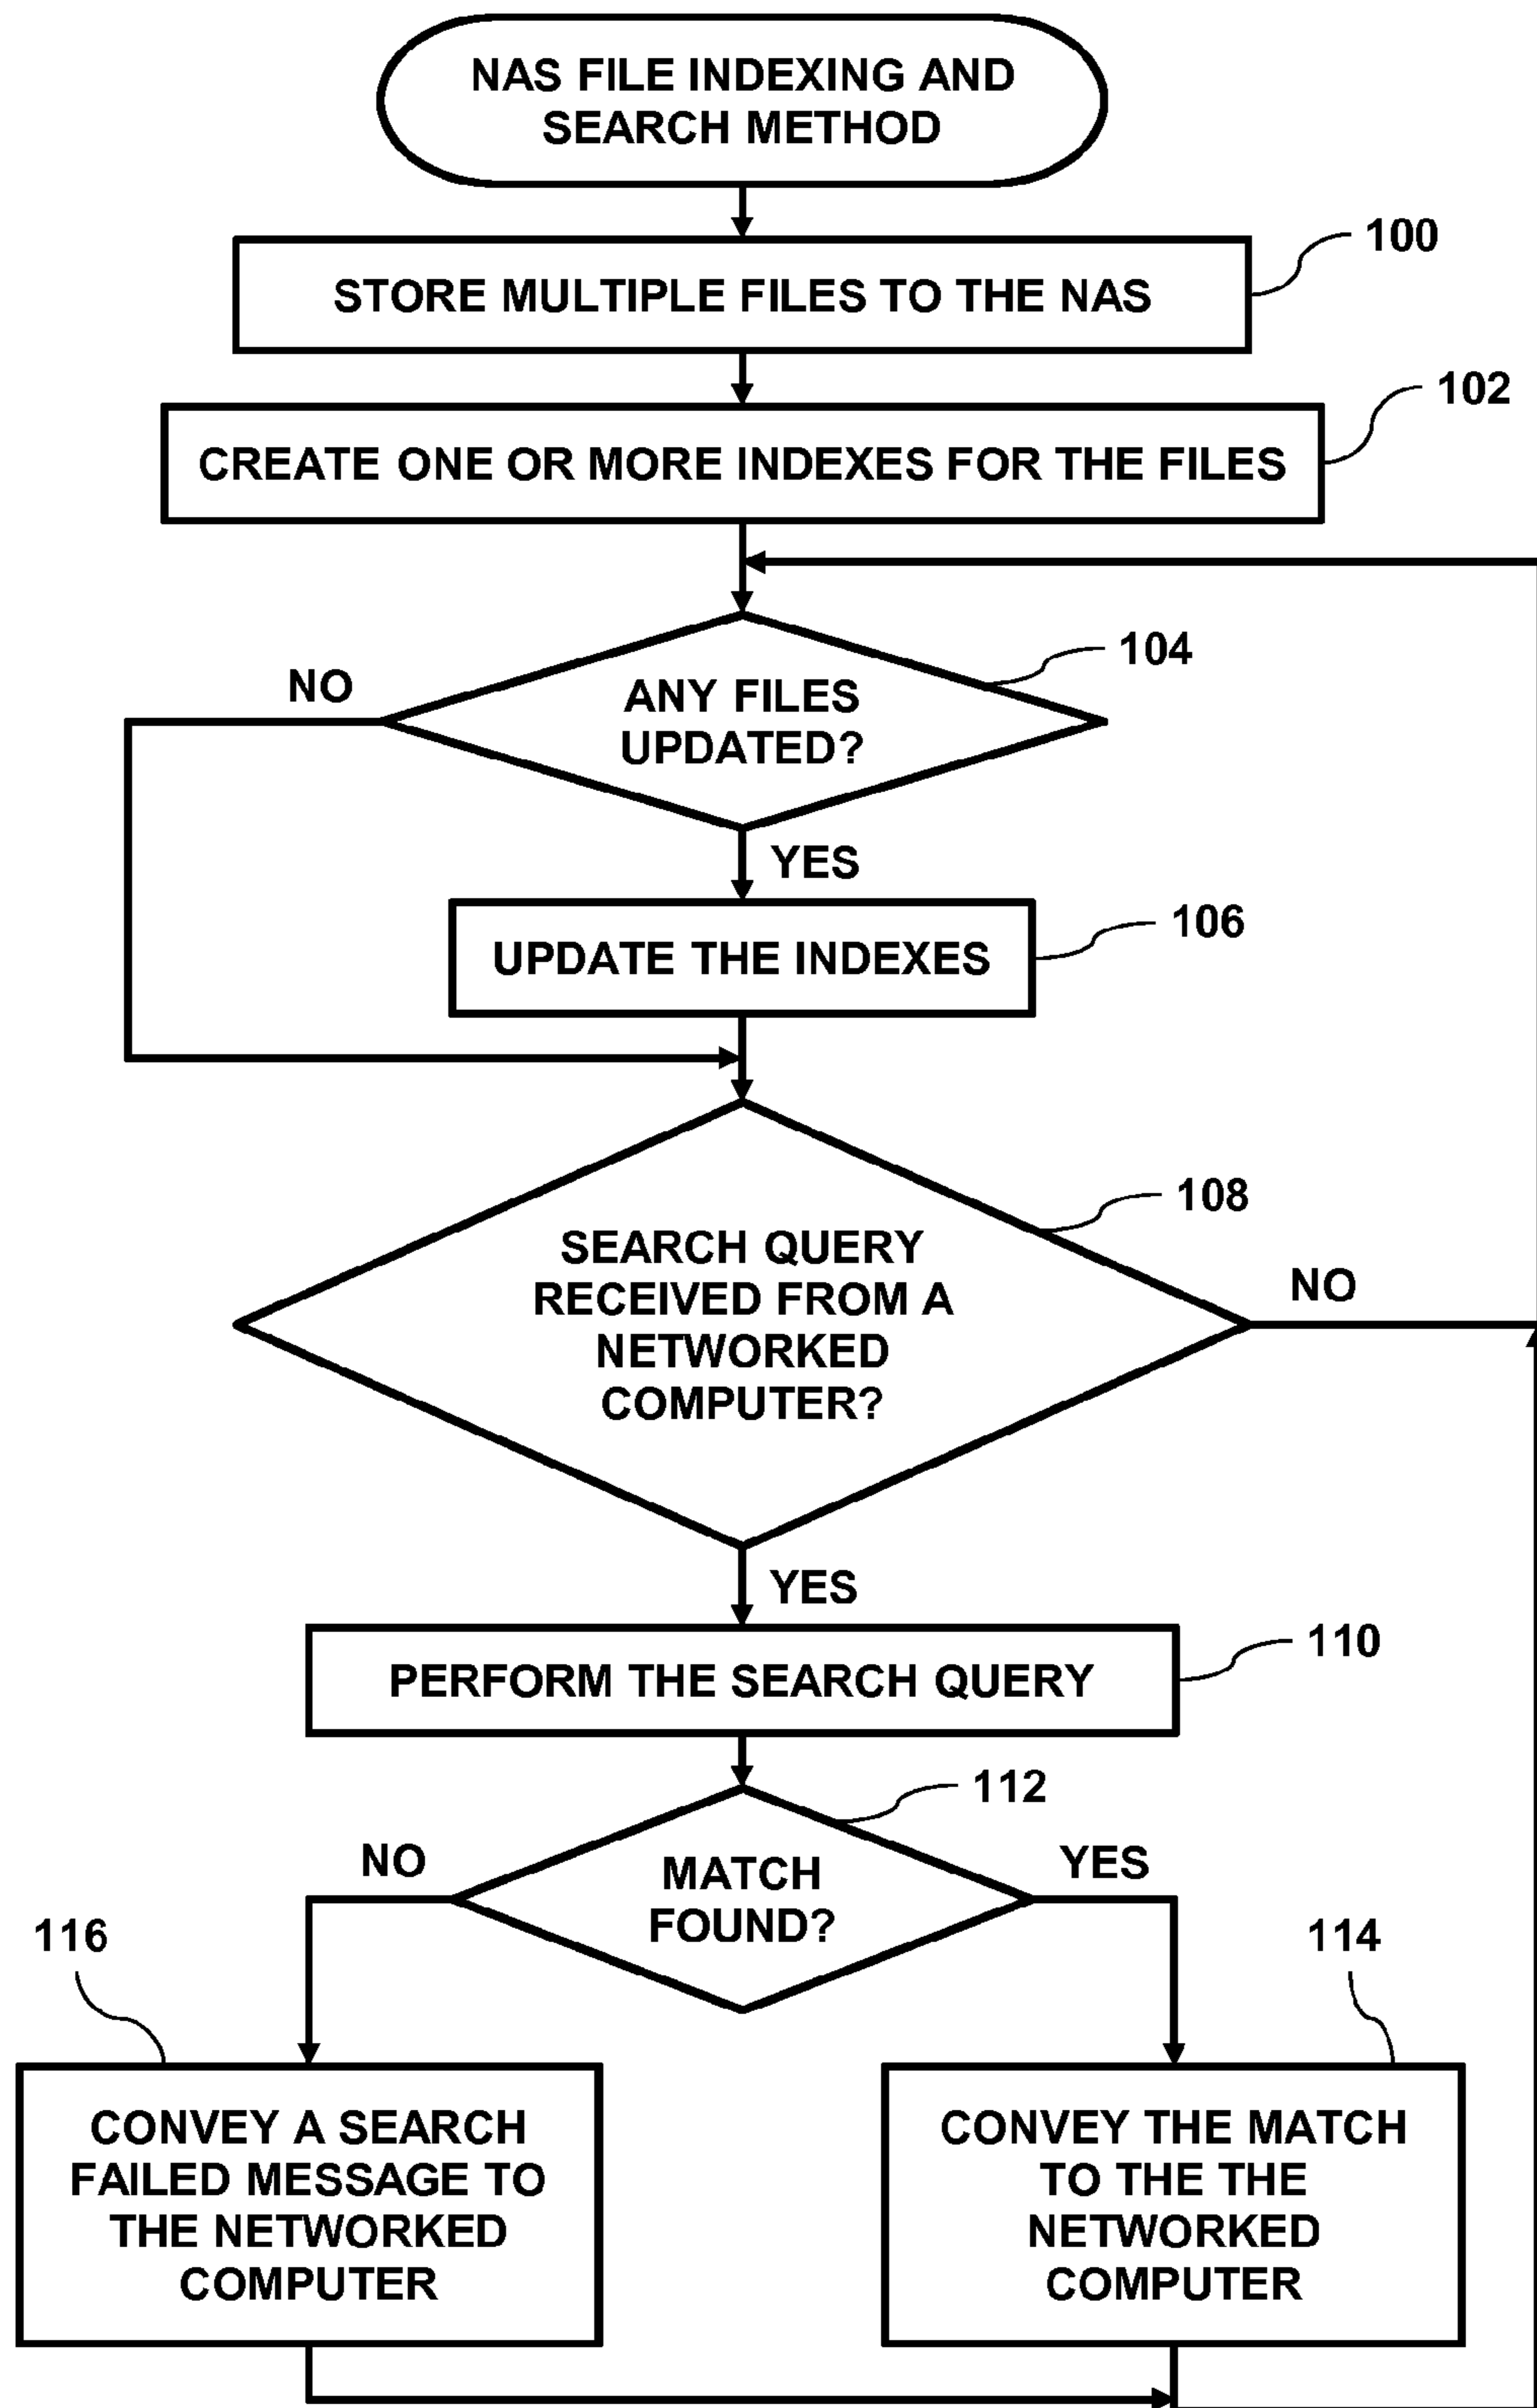 NAS FILE INDEXING AND
SEARCH METHOD
100
STORE MULTIPLE FILES TO THE NAS
102
CREATE ONE OR MORE INDEXES FOR THE FILES
104
NO
ANY FILES
UPDATED?
YES
106
UPDATE THE INDEXES
108
SEARCH QUERY
RECEIVED FROM A
NETWORKED
COMPUTER?
NO
YES
110
PERFORM THE SEARCH QUERY
112
NO
YES
MATCH
FOUND?
116
114
CONVEY A SEARCH
FAILED MESSAGE TO
THE NETWORKED
COMPUTER
CONVEY THE MATCH
TO THE THE
NETWORKED
COMPUTER